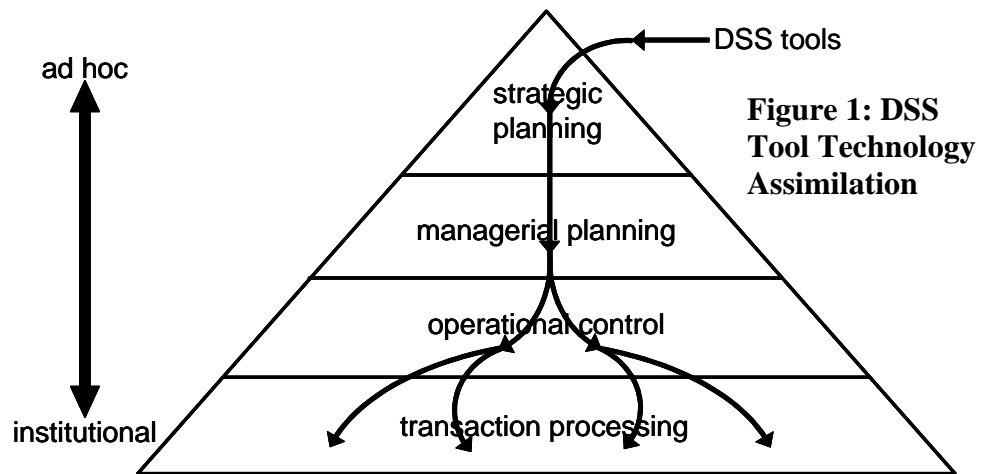 DSS tools
ad hoc
strategic
planning
Figure 1: DSS
Tool Technology
Assimilation
managerial planning
operational control
transaction processing
institutional